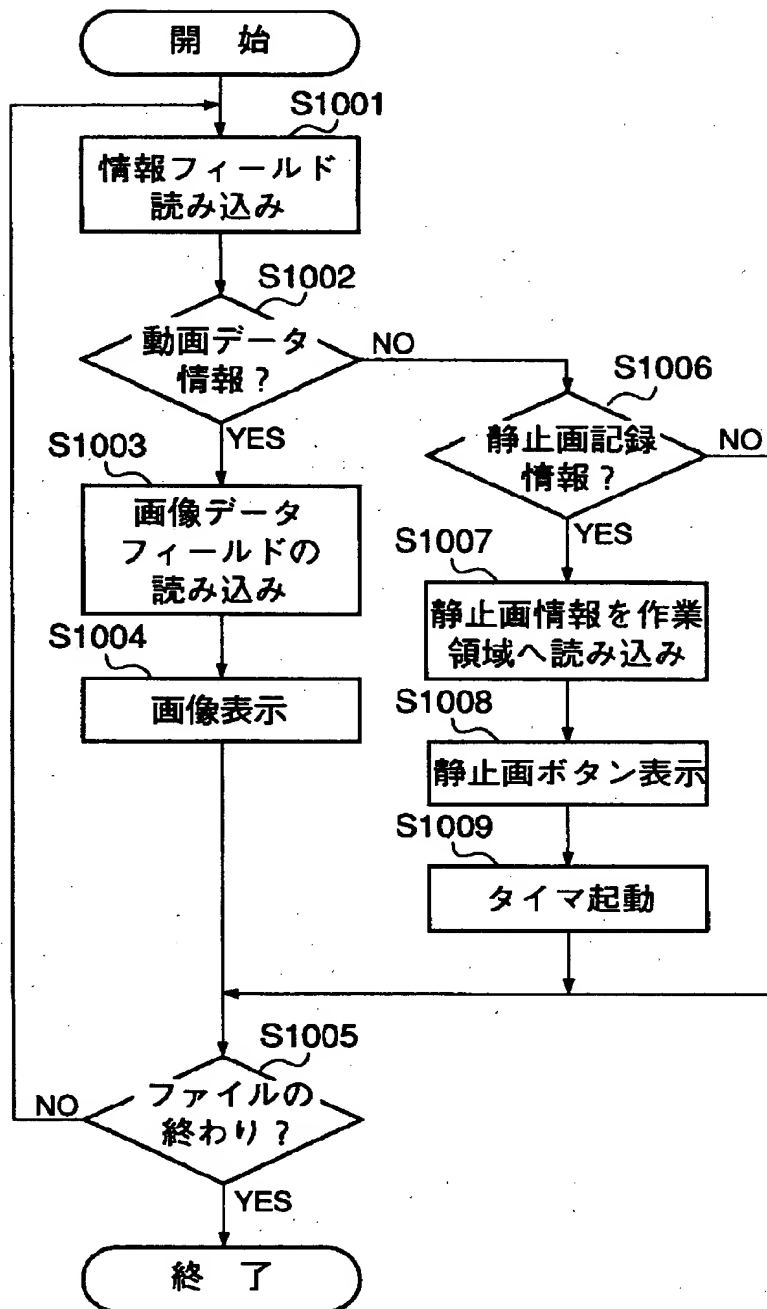 開 始
S1001
情報フィールド
読み込み
S1002
動画データ
情報?
NO
YES
S1003
画像データ
フィールドの
読み込み
S1004
画像表示
S1006
静止画記録
情報?
NO
YES
S1007
静止画情報を作業
領域へ読み込み
S1008
静止画ボタン表示
S1009
タイマ起動
S1005
ファイルの
終わり?
NO
YES
終 了